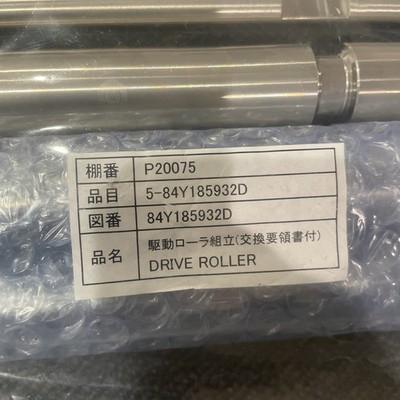 棚番 P20075
品目 5-84Y185932D
図番 84Y185932D
品名 駆動ローラ組立(交換要領書付)
DRIVE ROLLER